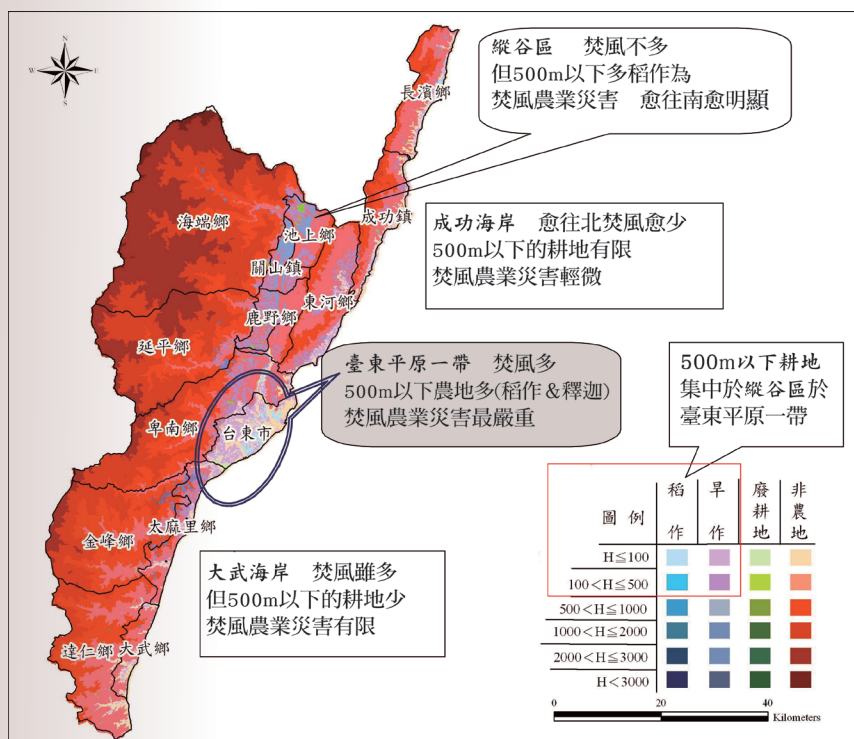 N
W
E
S
縱谷區　焚風不多
但500m以下多稻作為
焚風農業災害　愈往南愈明顯
長濱鄉
成功海岸　愈往北焚風愈少
500m以下的耕地有限
焚風農業災害輕微
海端鄉
池上鄉
成功鎮
關山鎮
東河鄉
鹿野鄉
延平鄉
臺東平原一帶　焚風多
500m以下農地多(稻作&釋迦)
焚風農業災害最嚴重
500m以下耕地
集中於縱谷區於
臺東平原一帶
卑南鄉
台東市
太麻里鄉
金峰鄉
大武海岸　焚風雖多
但500m以下的耕地少
焚風農業災害有限
達仁鄉
大武鄉
圖例 稻作 旱作 廢耕地 非農地
H≦100
100<H≦500
500<H≦1000
1000<H≦2000
2000<H≦3000
H<3000
0 20 40
Kilometers